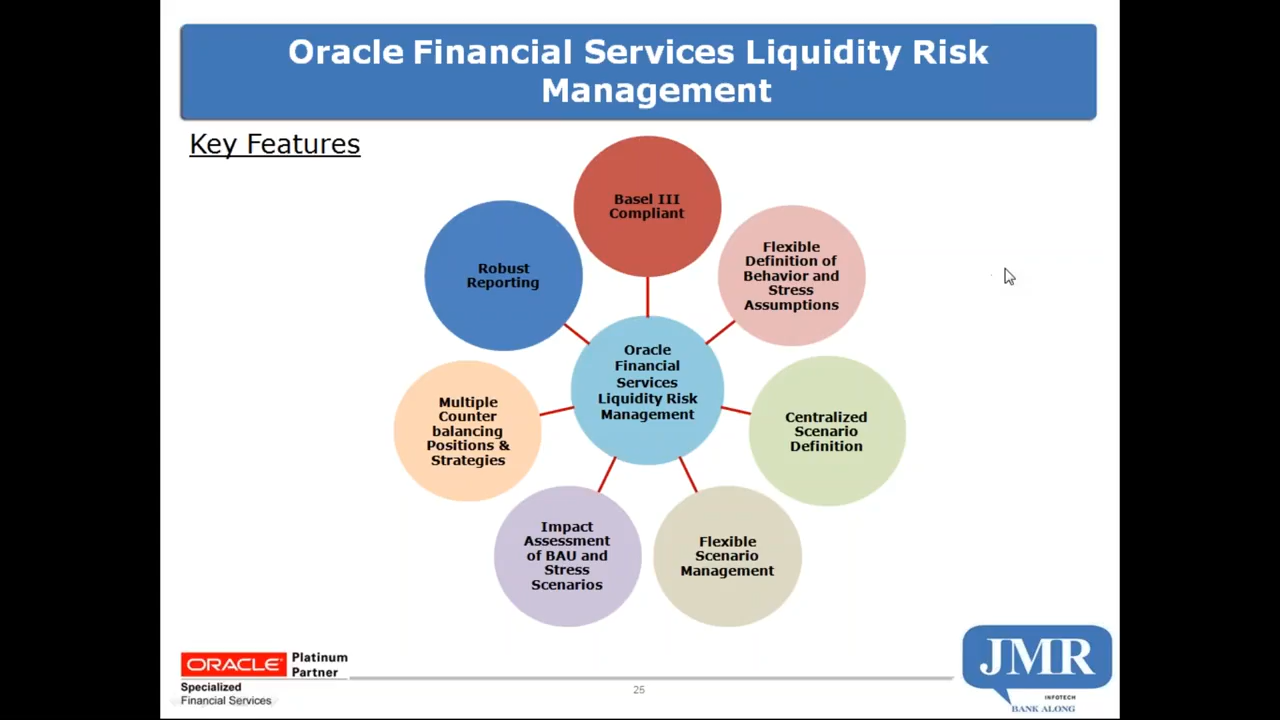 Oracle Financial Services Liquidity Risk
Management
Key Features
Basel III
Compliant
Flexible
Definition of
Behavior and
Stress
Assumptions
Centralized
Scenario
Definition
Flexible
Scenario
Management
Impact
Assessment
of BAU and
Stress
Scenarios
Multiple
Counter
balancing
Positions &
Strategies
Robust
Reporting
Oracle
Financial
Services
Liquidity Risk
Management
ORACLE
Platinum
Partner
Specialized
Financial Services
25
JMR
INFOTECH
BANK ALONG